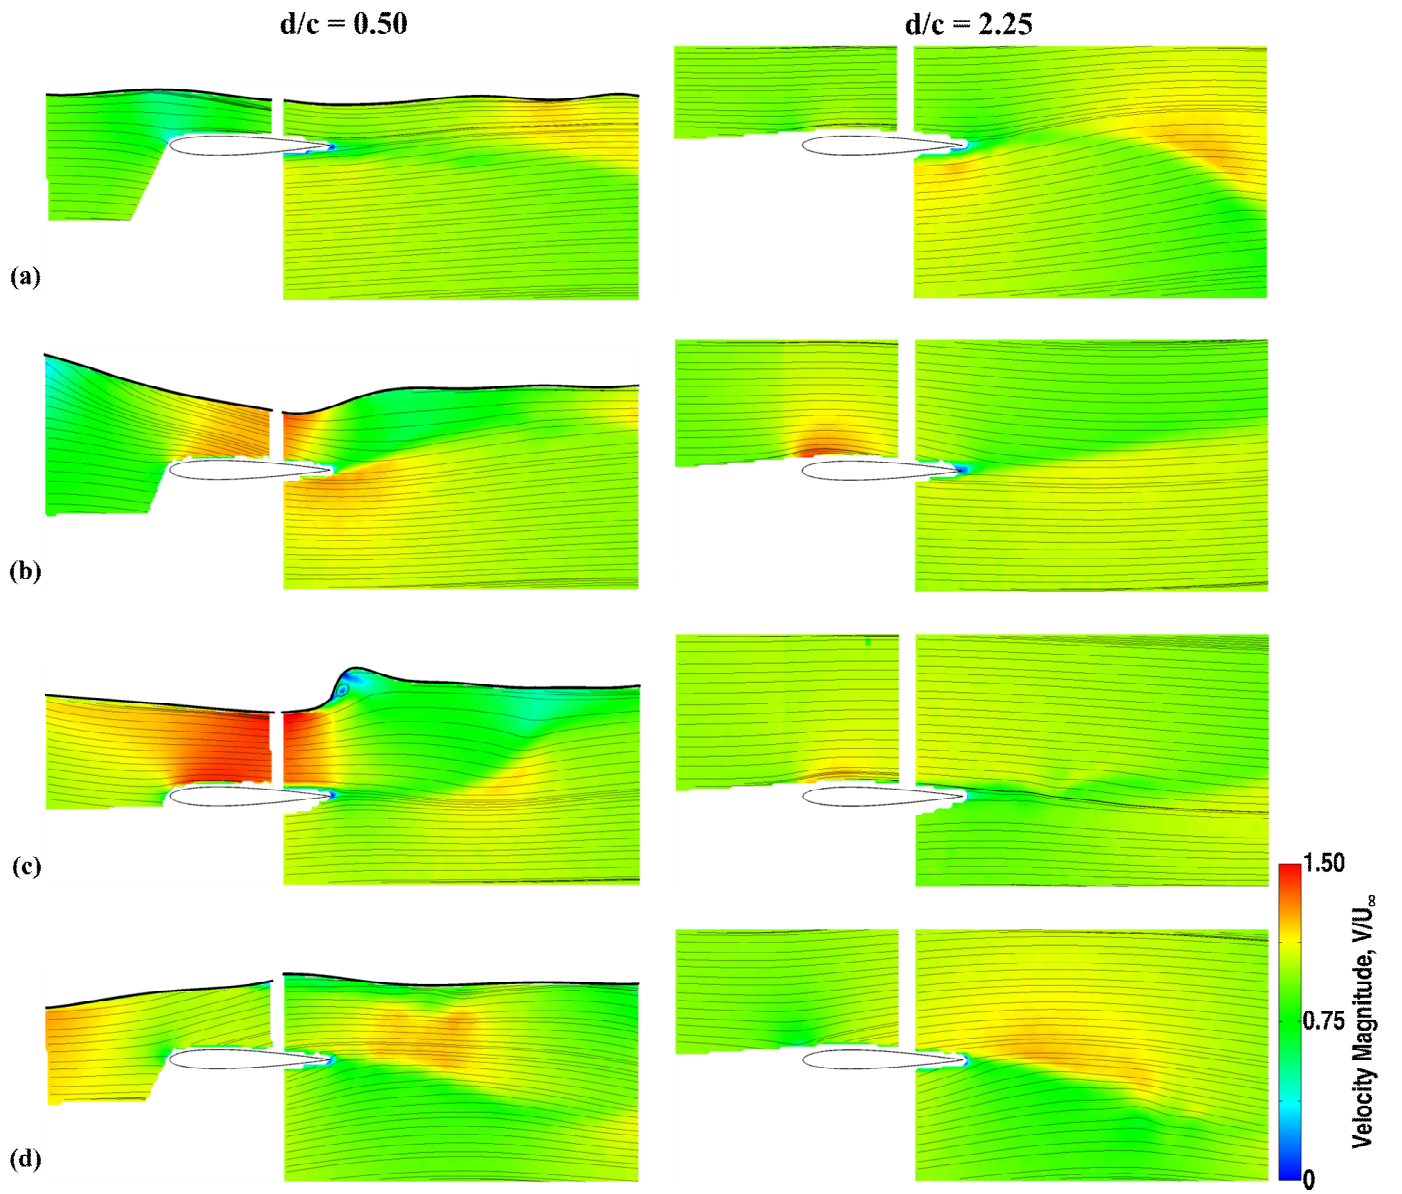 d/c = 0.50
d/c = 2.25
(a)
(b)
(c)
(d)
1.50
0.75
0
Velocity Magnitude, V/U∞